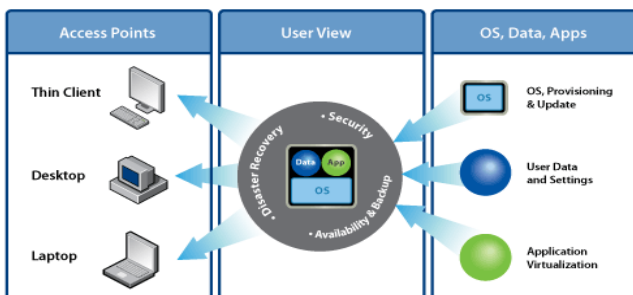 Access Points
User View
OS, Data, Apps
Thin Client
Desktop
Laptop
• Disaster Recovery
• Security
Data
App
OS
• Availability & Backup
OS
OS, Provisioning
& Update
User Data
and Settings
Application
Virtualization